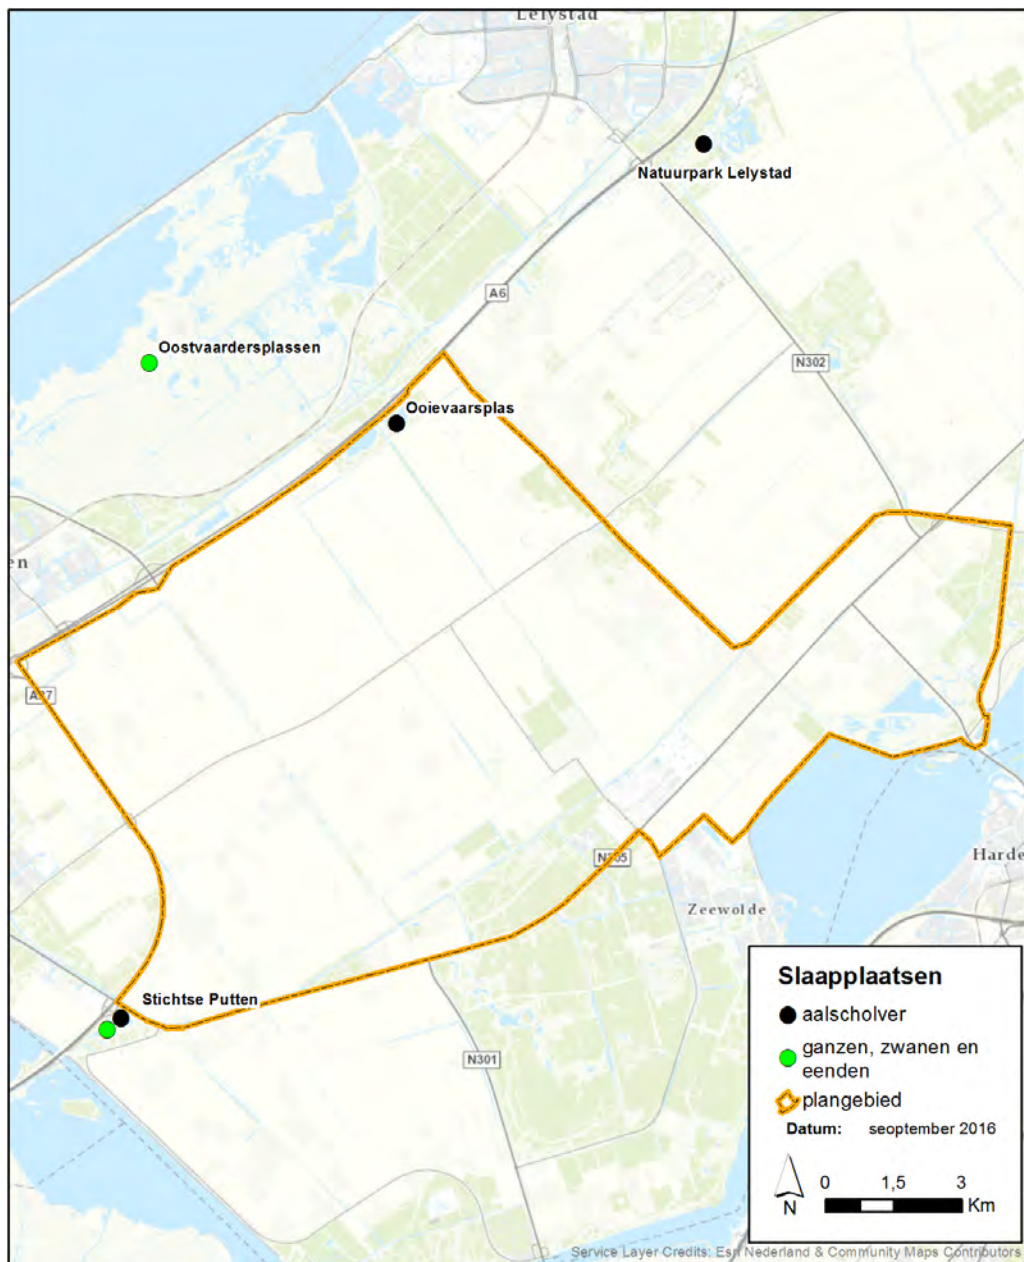 Lelystad
Natuurpark Lelystad
A6
Oostvaardersplassen
N302
Ooievaarsplas
en
A27
N305
Harde
Zeewolde
Stichtse Putten
N301
Slaapplaatsen
aalscholver
ganzen, zwanen en
eenden
plangebied
Datum: seoptember 2016
0 1,5 3
Km
N
Service Layer Credits: Esri Nederland & Community Maps Contributors